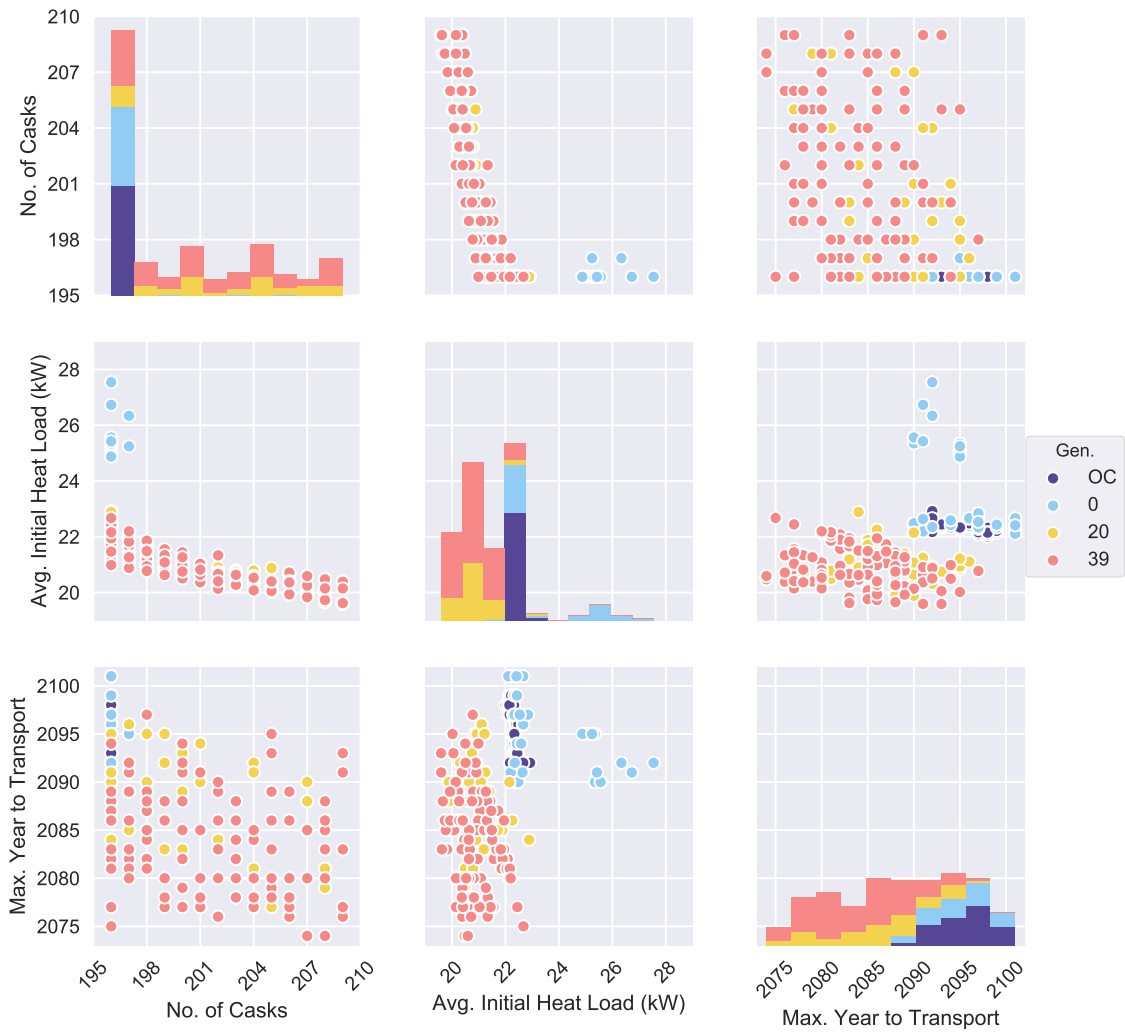 210
207
204
201
198
195
No. of Casks
28
26
24
22
20
Avg. Initial Heat Load (kW)
Gen.
OC
0
20
39
2100
2095
2090
2085
2080
2075
Max. Year to Transport
195 198 201 204 207 210
No. of Casks
20 22 24 26 28
Avg. Initial Heat Load (kW)
2075 2080 2085 2090 2095 2100
Max. Year to Transport